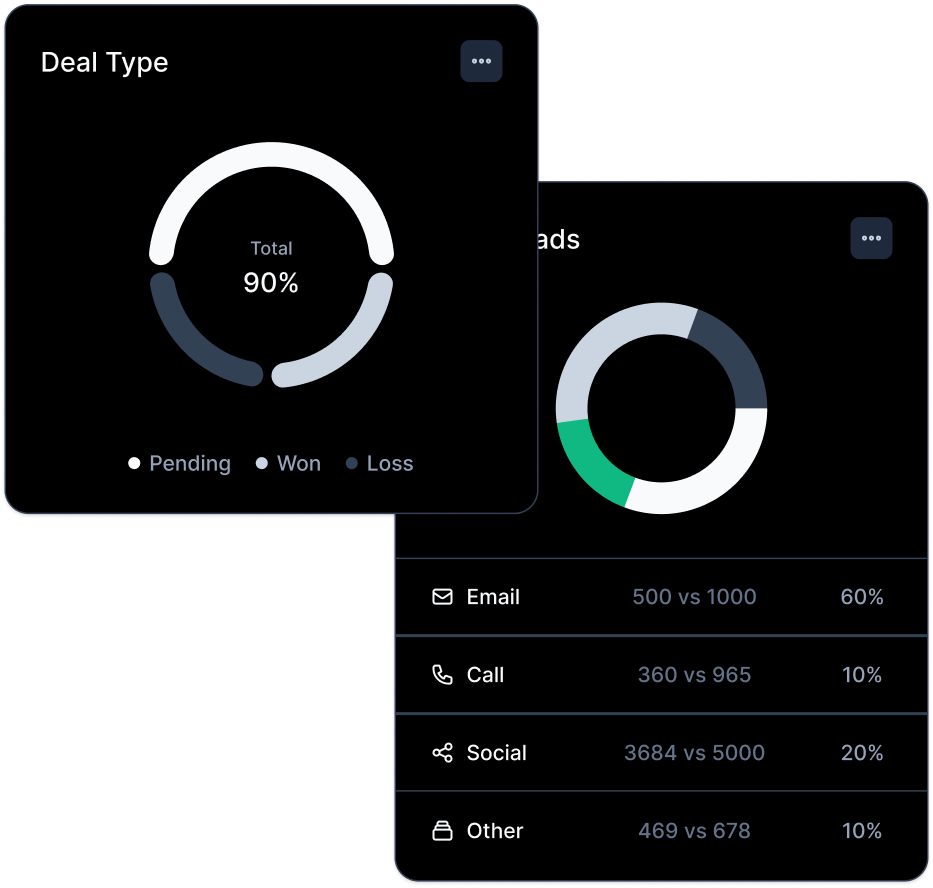 Deal Type
Total
90%
Pending Won Loss
ads
Email 500 vs 1000 60%
Call 360 vs 965 10%
Social 3684 vs 5000 20%
Other 469 vs 678 10%